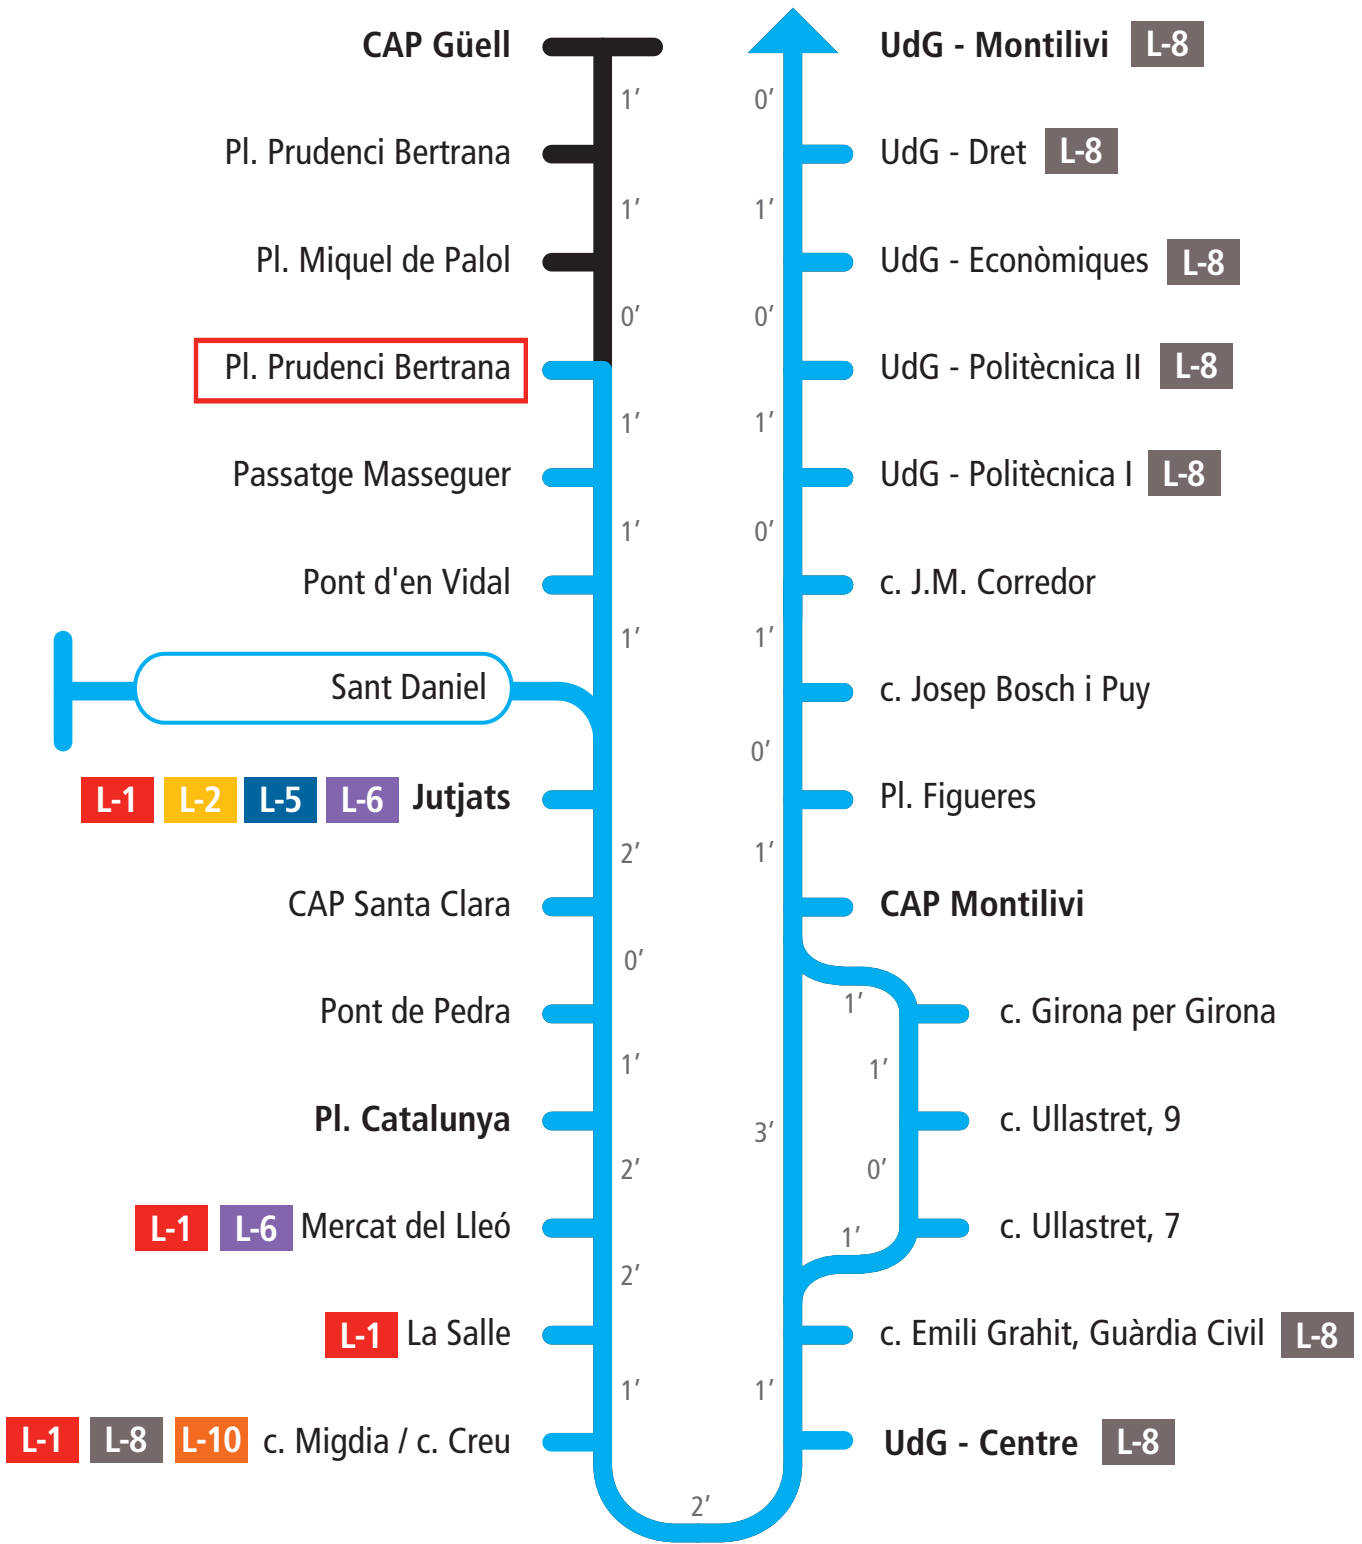 CAP Güell
1’
Pl. Prudenci Bertrana
1’
Pl. Miquel de Palol
0’
Pl. Prudenci Bertrana
1’
Passatge Masseguer
1’
Pont d'en Vidal
1’
Sant Daniel
L-1 L-2 L-5 L-6 Jutjats
2’
CAP Santa Clara
0’
Pont de Pedra
1’
Pl. Catalunya
2’
L-1 L-6 Mercat del Lleó
2’
L-1 La Salle
1’
L-1 L-8 L-10 c. Migdia / c. Creu
2’
UdG - Montilivi L-8
0’
UdG - Dret L-8
1’
UdG - Econòmiques L-8
0’
UdG - Politècnica II L-8
1’
UdG - Politècnica I L-8
0’
c. J.M. Corredor
1’
c. Josep Bosch i Puy
0’
Pl. Figueres
1’
CAP Montilivi
1’
c. Girona per Girona
1’
c. Ullastret, 9
3’
0’
c. Ullastret, 7
1’
c. Emili Grahit, Guàrdia Civil L-8
1’
UdG - Centre L-8